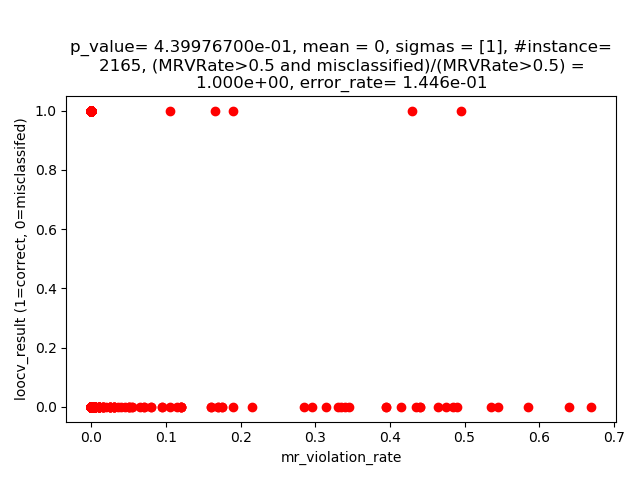 p_value= 4.39976700e-01, mean = 0, sigmas = [1], #instance=
2165, (MRVRate>0.5 and misclassified)/(MRVRate>0.5) =
1.000e+00, error_rate= 1.446e-01
loocv_result (1=correct, 0=misclassifed)
1.0
0.8
0.6
0.4
0.2
0.0
0.0 0.1 0.2 0.3 0.4 0.5 0.6 0.7
mr_violation_rate